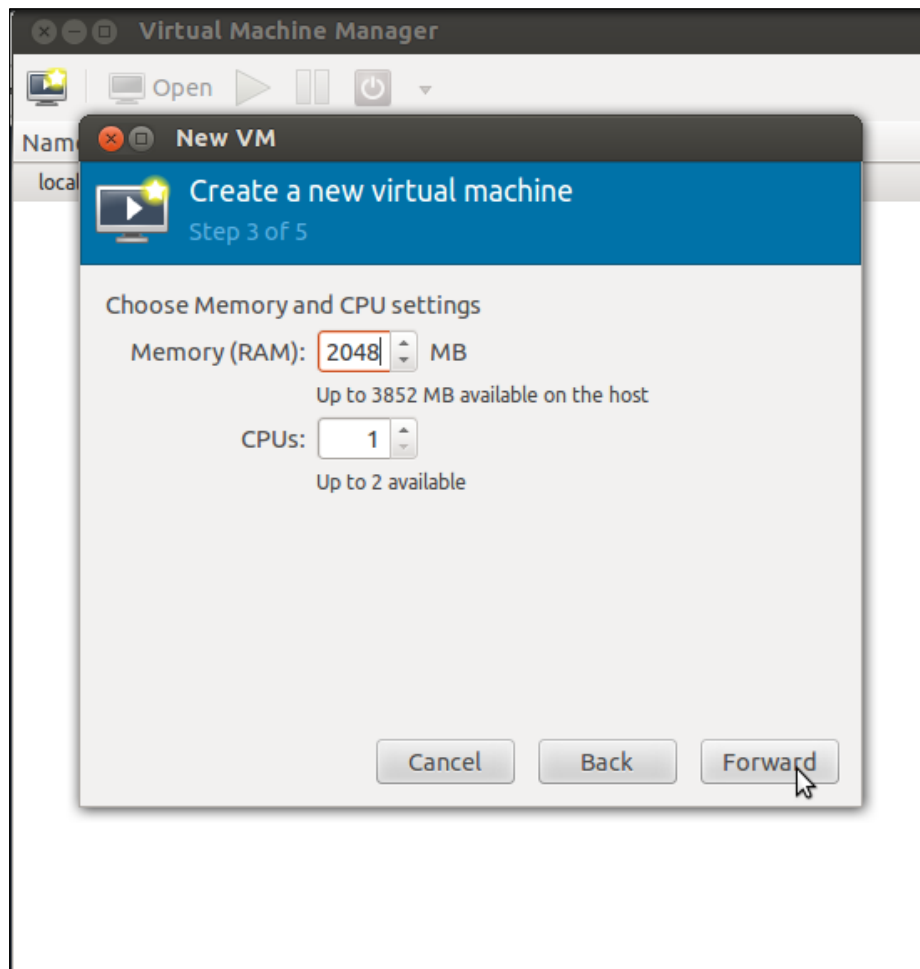 Virtual Machine Manager
Open
Nam
local
New VM
Create a new virtual machine
Step 3 of 5
Choose Memory and CPU settings
Memory (RAM): 2048 MB
Up to 3852 MB available on the host
CPUs: 1
Up to 2 available
Cancel Back Forward